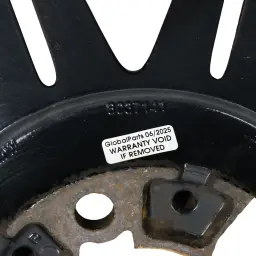 GlobalParts 06/2025
WARRANTY VOID
IF REMOVED